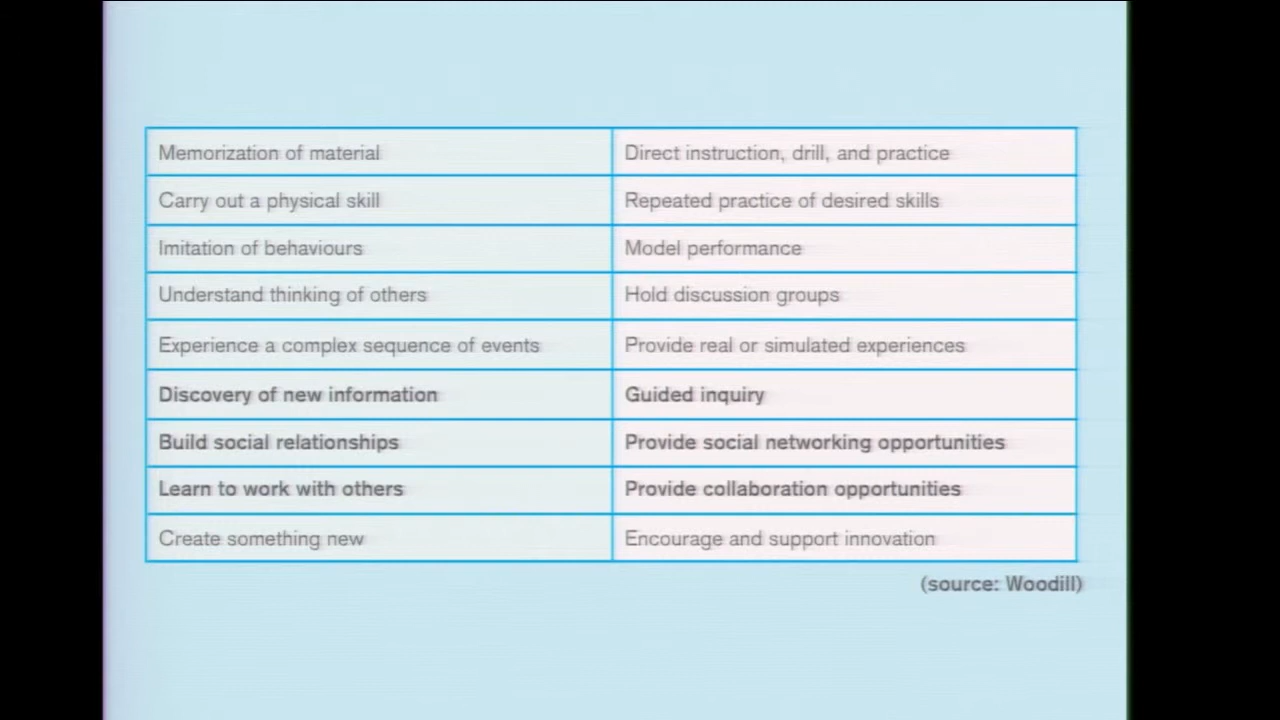 Memorization of material
Direct instruction, drill, and practice
Carry out a physical skill
Repeated practice of desired skills
Imitation of behaviours
Model performance
Understand thinking of others
Hold discussion groups
Experience a complex sequence of events
Provide real or simulated experiences
Discovery of new information
Guided inquiry
Build social relationships
Provide social networking opportunities
Learn to work with others
Provide collaboration opportunities
Create something new
Encourage and support innovation
(source: Woodill)